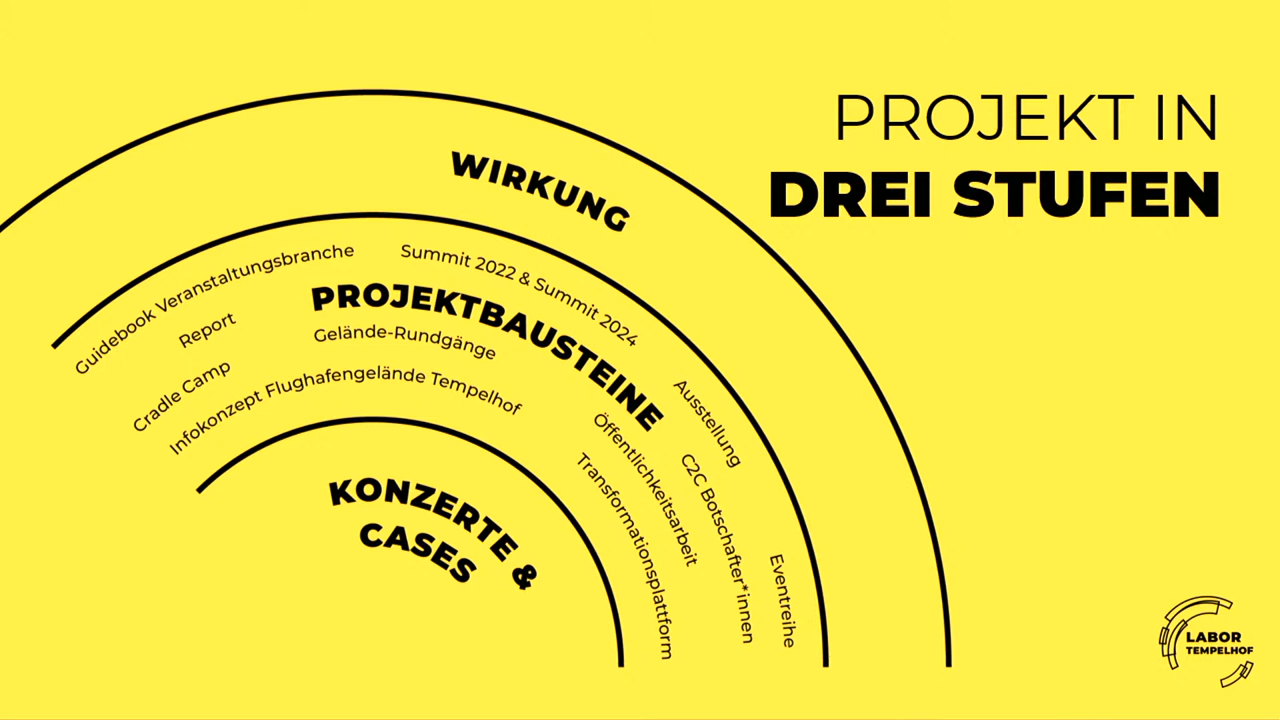 PROJEKT IN
DREI STUFEN
WIRKUNG
Guidebook Veranstaltungsbranche
Summit 2022 & Summit 2024
PROJEKTBAUSTEINE
Report
Gelände-Rundgänge
Cradle Camp
Infokonzept Flughafengelände Tempelhof
Ausstellung
Öffentlichkeitsarbeit
C2C Botschafter*innen
Transformationsplattform
Eventreihe
KONZERTE &
CASES
LABOR
TEMPELHOF